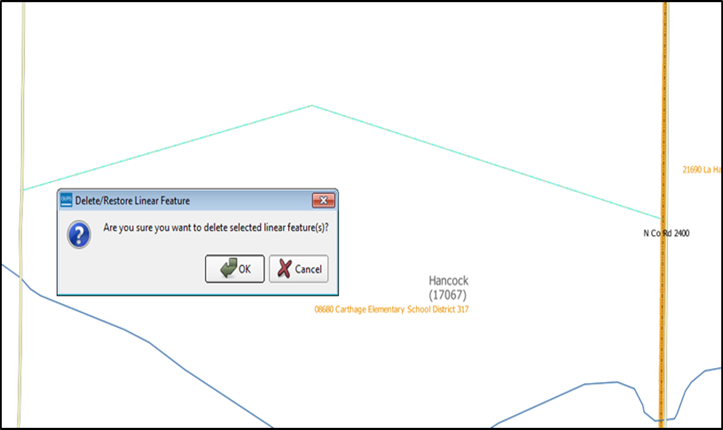 21690 La Ha
Delete/Restore Linear Feature
Are you sure you want to delete selected linear feature(s)?
OK
Cancel
N Co Rd 2400
Hancock
(17067)
08680 Carthage Elementary School District 317